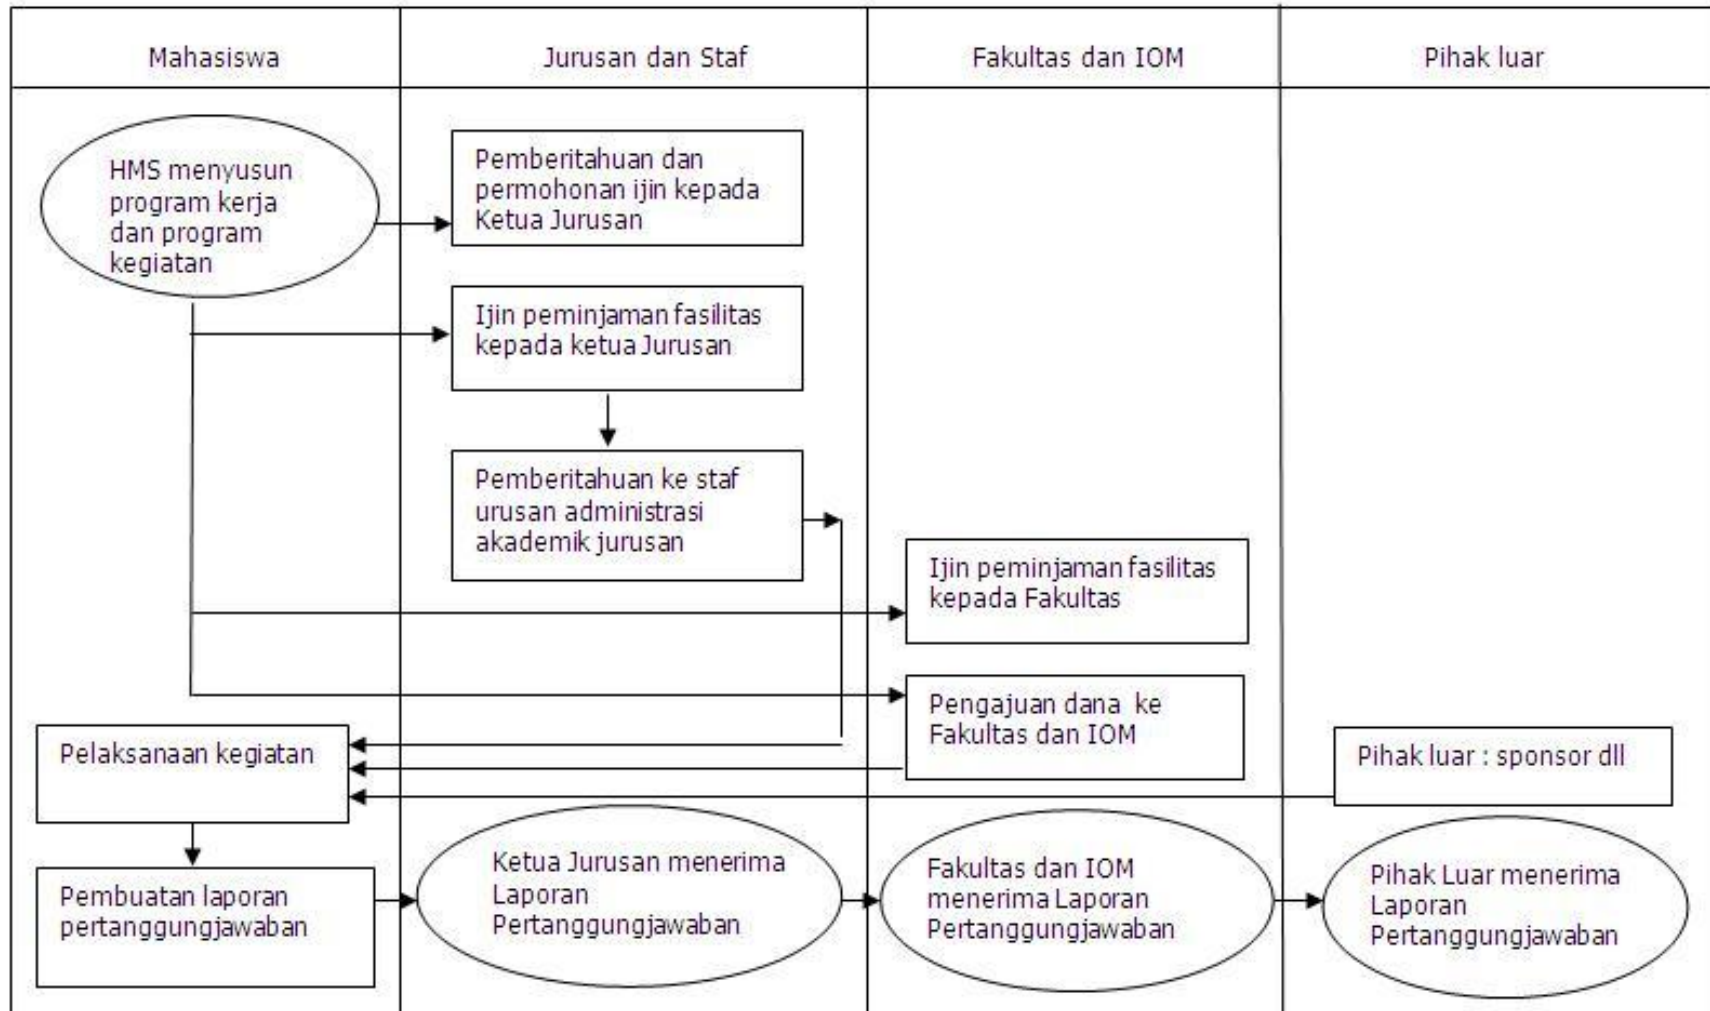 Mahasiswa
Jurusan dan Staf
Fakultas dan IOM
Pihak luar
HMS menyusun
program kerja
dan program
kegiatan
Pemberitahuan dan
permohonan ijin kepada
Ketua Jurusan
Ijin peminjaman fasilitas
kepada ketua Jurusan
Pemberitahuan ke staf
urusan administrasi
akademik jurusan
Ijin peminjaman fasilitas
kepada Fakultas
Pengajuan dana ke
Fakultas dan IOM
Pelaksanaan kegiatan
Pihak luar : sponsor dll
Pembuatan laporan
pertanggungjawaban
Ketua Jurusan menerima
Laporan
Pertanggungjawaban
Fakultas dan IOM
menerima Laporan
Pertanggungjawaban
Pihak Luar menerima
Laporan
Pertanggungjawaban